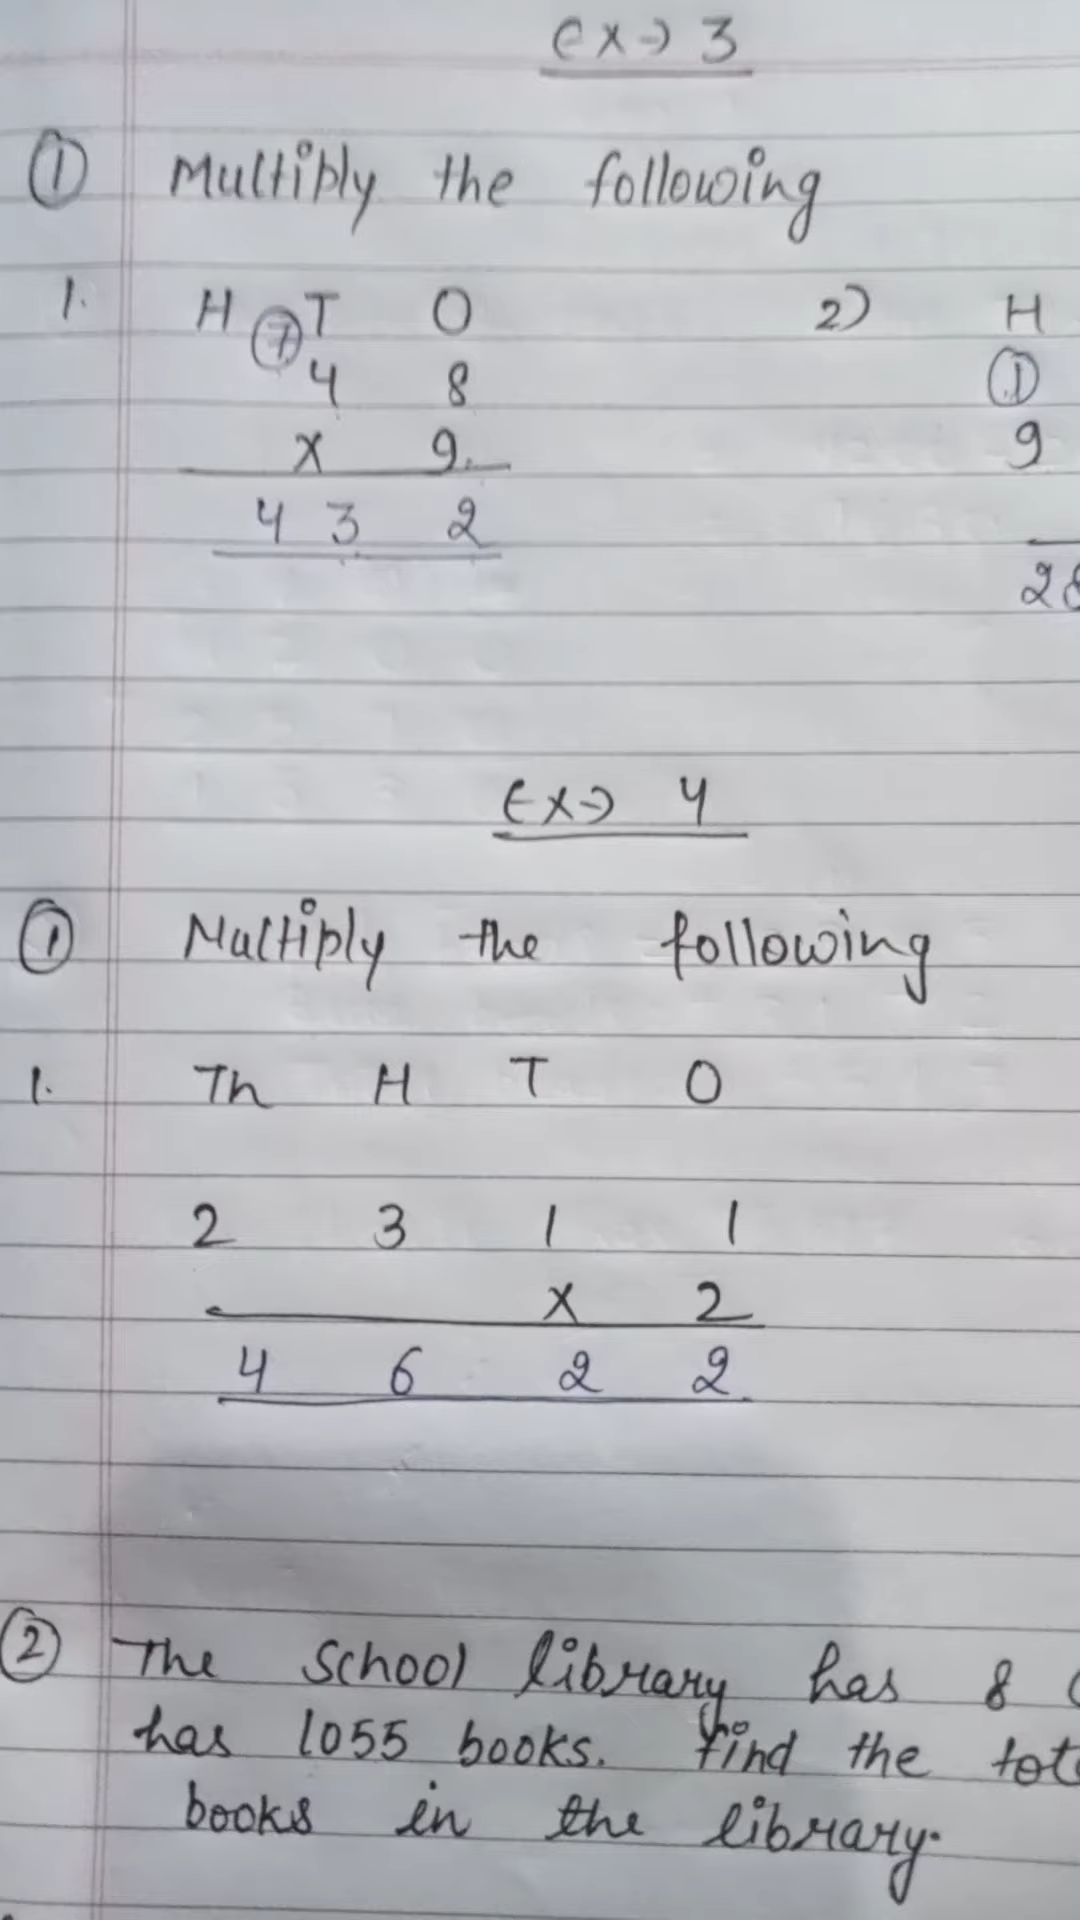 ex→ 3
① Multiply the following
1. H T O 2) H
⑦ 4 8 ①
x 9 9
4 3 2
28
Ex→ 4
① Multiply the following
1. Th H T O
2 3 1 1
x 2
4 6 2 2
② The school library has 8
has 1055 books. Find the
books in the library.